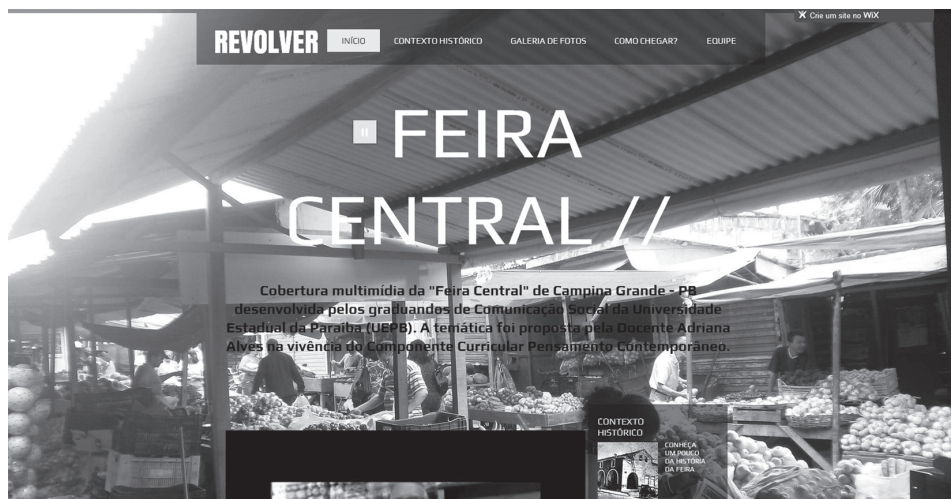 Crie um site no WiX
REVOLVER
INÍCIO
CONTEXTO HISTÓRICO
GALERIA DE FOTOS
COMO CHEGAR?
EQUIPE
FEIRA
CENTRAL //
Cobertura multimídia da "Feira Central" de Campina Grande - PB
desenvolvida pelos graduandos de Comunicação Social da Universidade
Estadual da Paraíba (UEPB). A temática foi proposta pela Docente Adriana
Alves na vivência do Componente Curricular Pensamento Contemporâneo.
CONTEXTO
HISTÓRICO
CONHEÇA
UM POUCO
DA HISTÓRIA
DA FEIRA